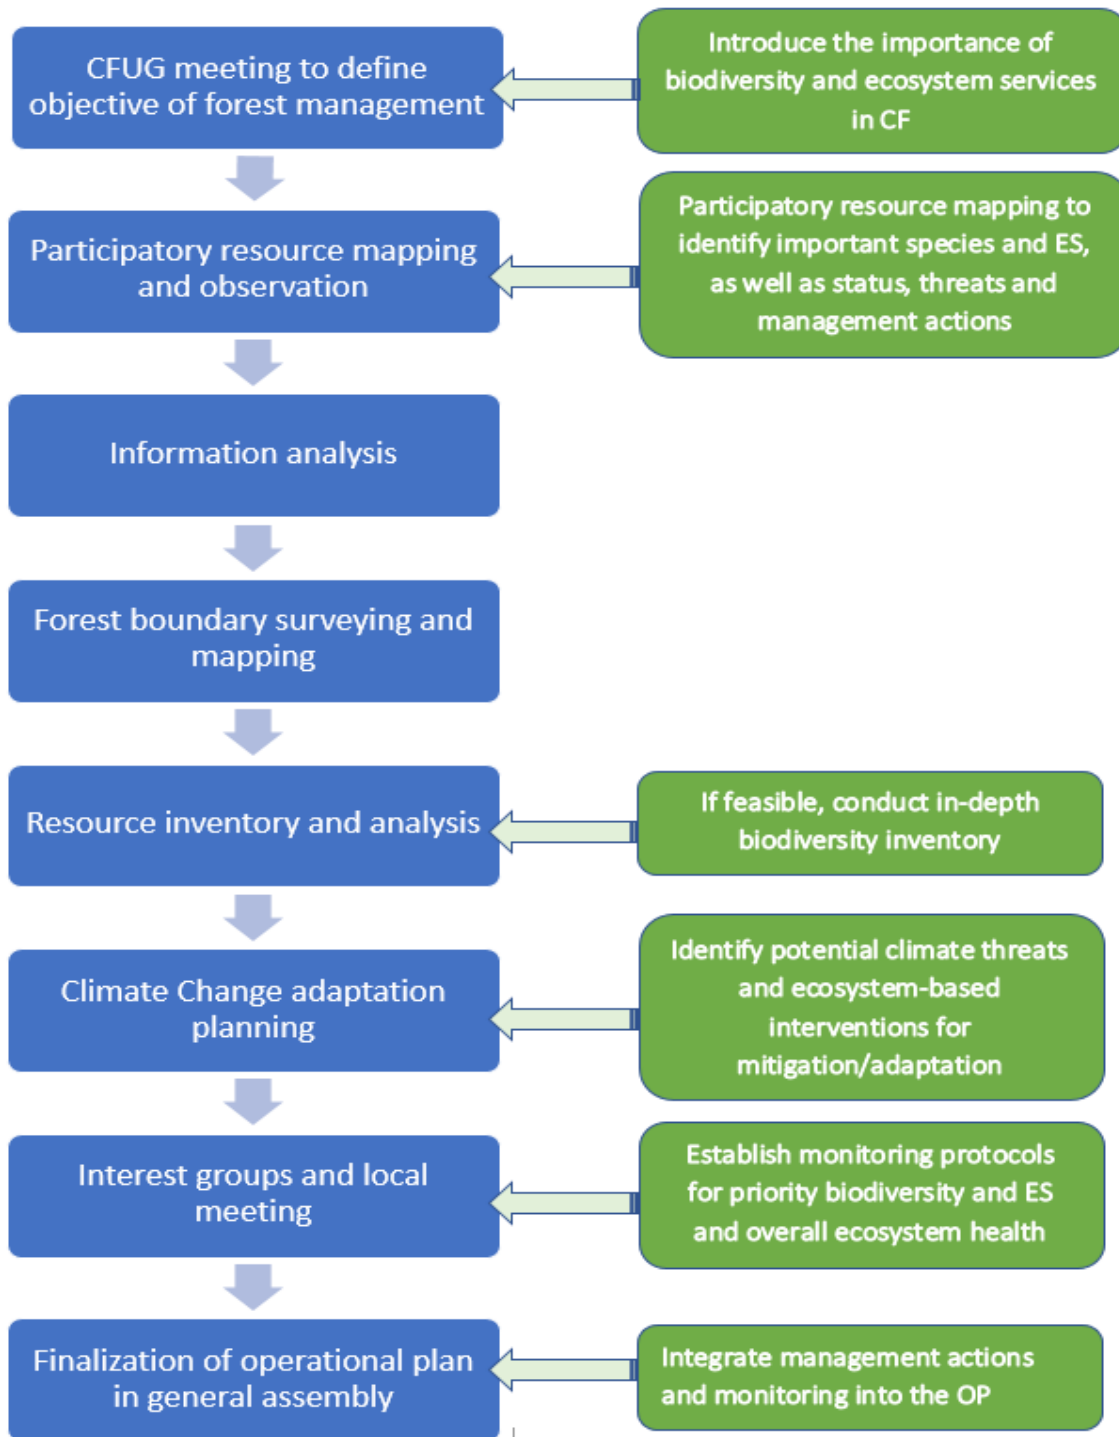 CFUG meeting to define
objective of forest management
Introduce the importance of
biodiversity and ecosystem services
in CF
Participatory resource mapping
and observation
Participatory resource mapping to
identify important species and ES,
as well as status, threats and
management actions
Information analysis
Forest boundary surveying and
mapping
Resource inventory and analysis
If feasible, conduct in-depth
biodiversity inventory
Climate Change adaptation
planning
Identify potential climate threats
and ecosystem-based
interventions for
mitigation/adaptation
Interest groups and local
meeting
Establish monitoring protocols
for priority biodiversity and ES
and overall ecosystem health
Finalization of operational plan
in general assembly
Integrate management actions
and monitoring into the OP